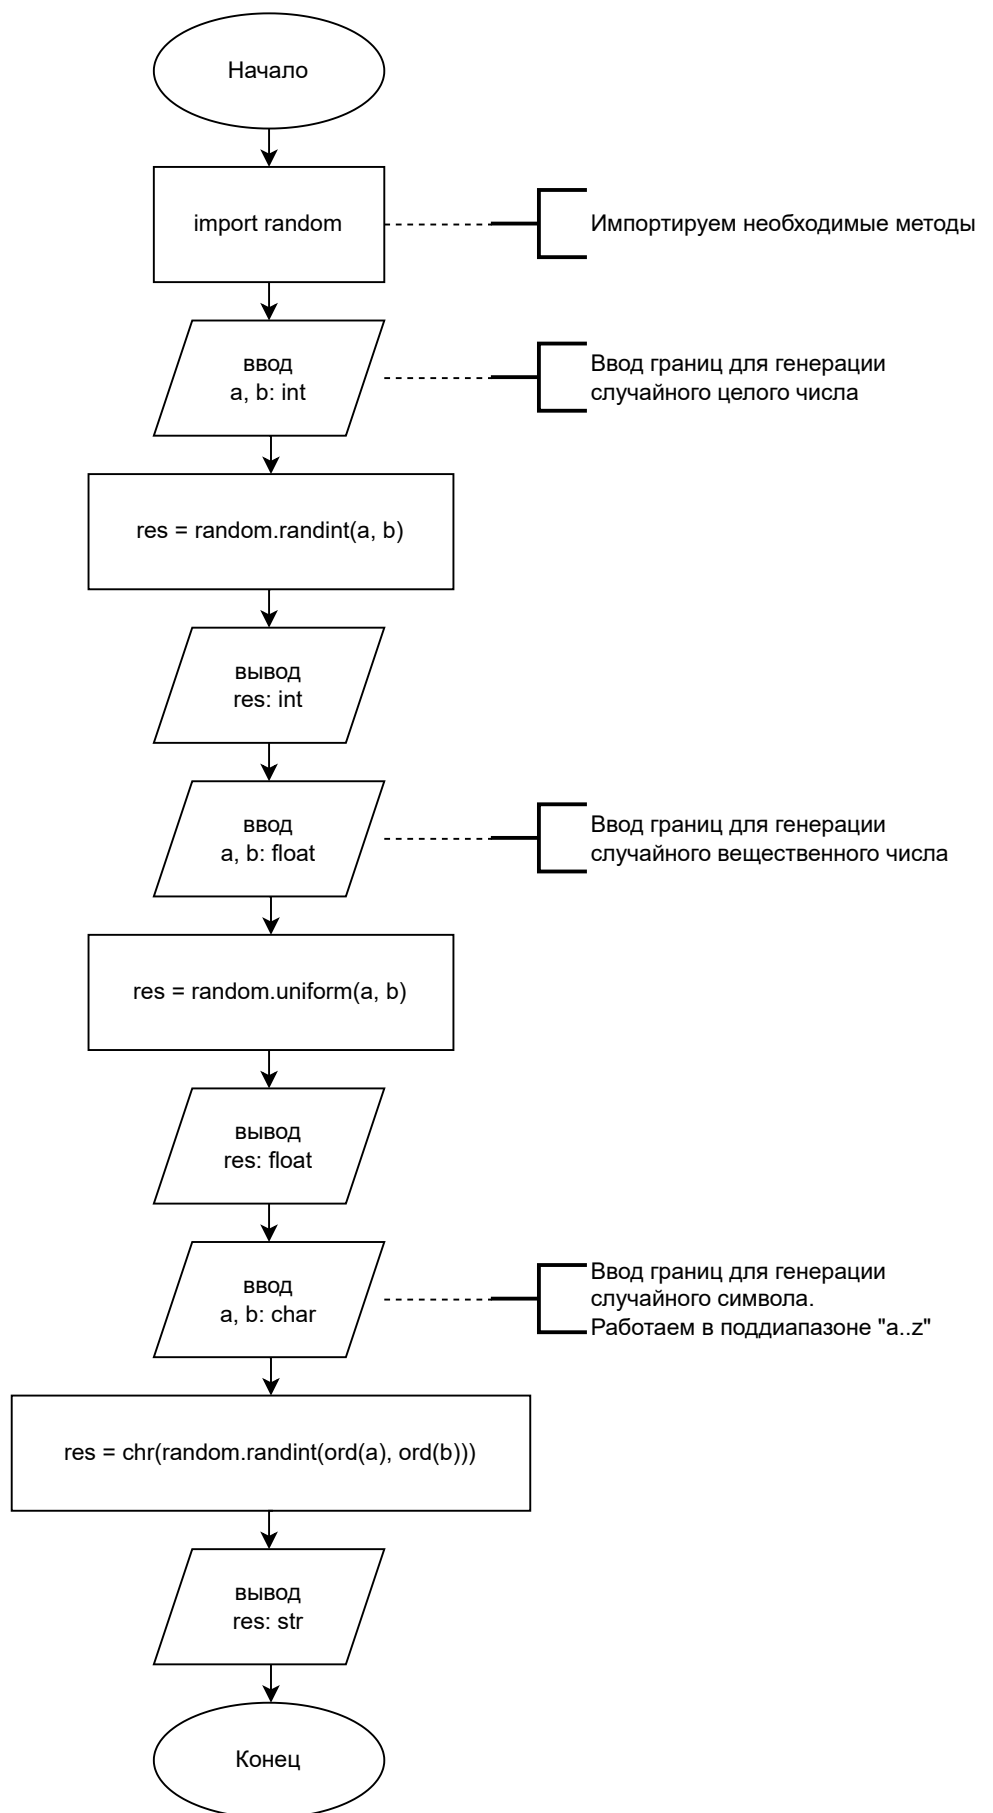 Начало
import random
Импортируем необходимые методы
ввод
a, b: int
Ввод границ для генерации
случайного целого числа
res = random.randint(a, b)
вывод
res: int
ввод
a, b: float
Ввод границ для генерации
случайного вещественного числа
res = random.uniform(a, b)
вывод
res: float
ввод
a, b: char
Ввод границ для генерации
случайного символа.
Работаем в поддиапазоне "a..z"
res = chr(random.randint(ord(a), ord(b)))
вывод
res: str
Конец